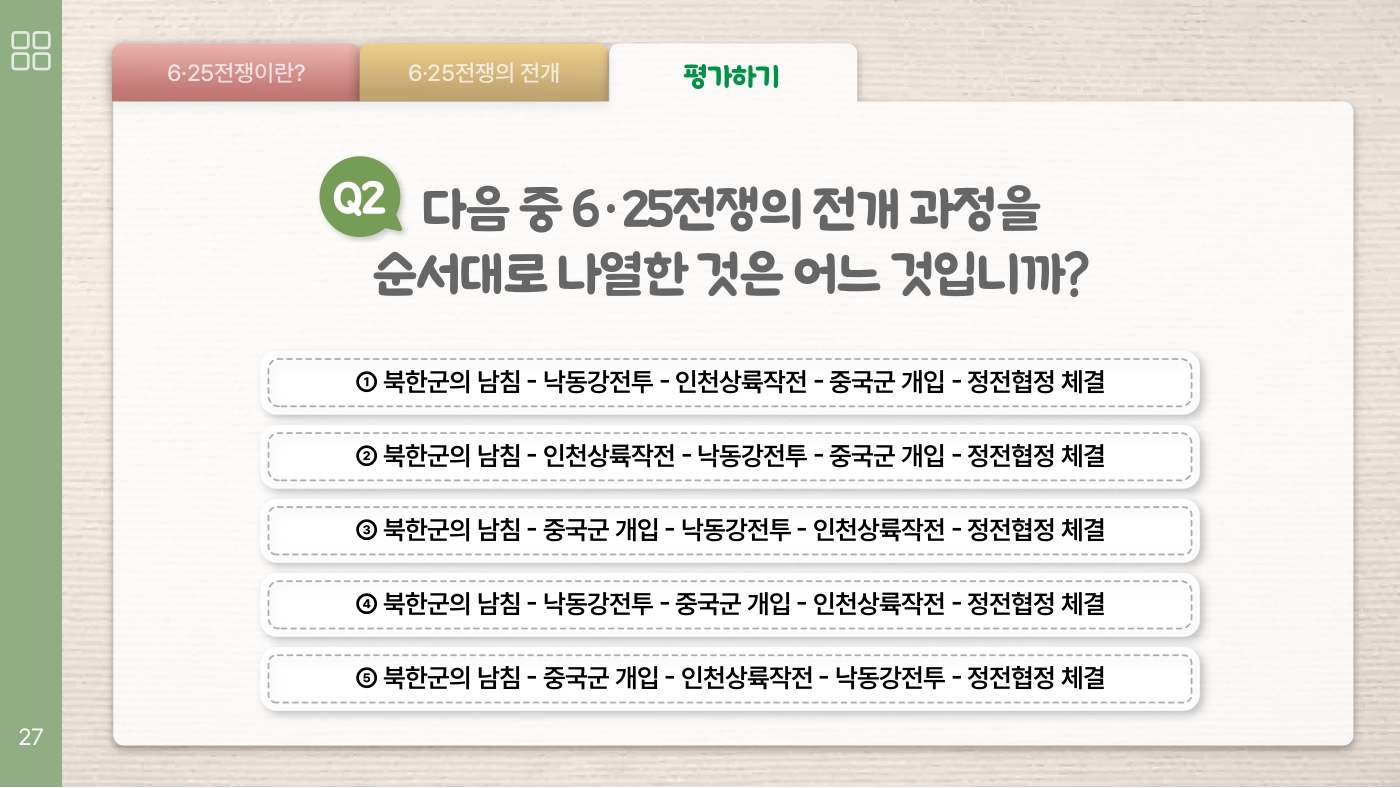 6·25전쟁이란?
6·25전쟁의 전개
평가하기
Q2 다음 중 6·25전쟁의 전개 과정을
순서대로 나열한 것은 어느 것입니까?
① 북한군의 남침 - 낙동강전투 - 인천상륙작전 - 중국군 개입 - 정전협정 체결
② 북한군의 남침 - 인천상륙작전 - 낙동강전투 - 중국군 개입 - 정전협정 체결
③ 북한군의 남침 - 중국군 개입 - 낙동강전투 - 인천상륙작전 - 정전협정 체결
④ 북한군의 남침 - 낙동강전투 - 중국군 개입 - 인천상륙작전 - 정전협정 체결
⑤ 북한군의 남침 - 중국군 개입 - 인천상륙작전 - 낙동강전투 - 정전협정 체결
27